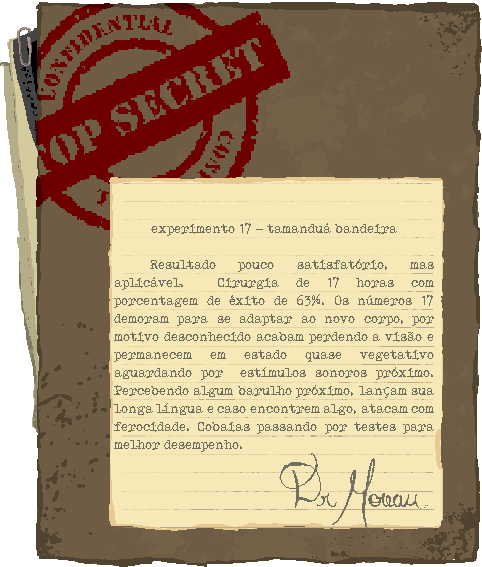 CONFIDENTIAL
TOP SECRET
experimento 17 - tamanduá bandeira
Resultado pouco satisfatório, mas
aplicável. Cirurgia de 17 horas com
porcentagem de êxito de 63%. Os números 17
demoram para se adaptar ao novo corpo, por
motivo desconhecido acabam perdendo a visão e
permanecem em estado quase vegetativo
aguardando por estímulos sonoros próximo.
Percebendo algum barulho próximo, lançam sua
longa língua e caso encontrem algo, atacam com
ferocidade. Cobaias passando por testes para
melhor desempenho.
Dr Moreau